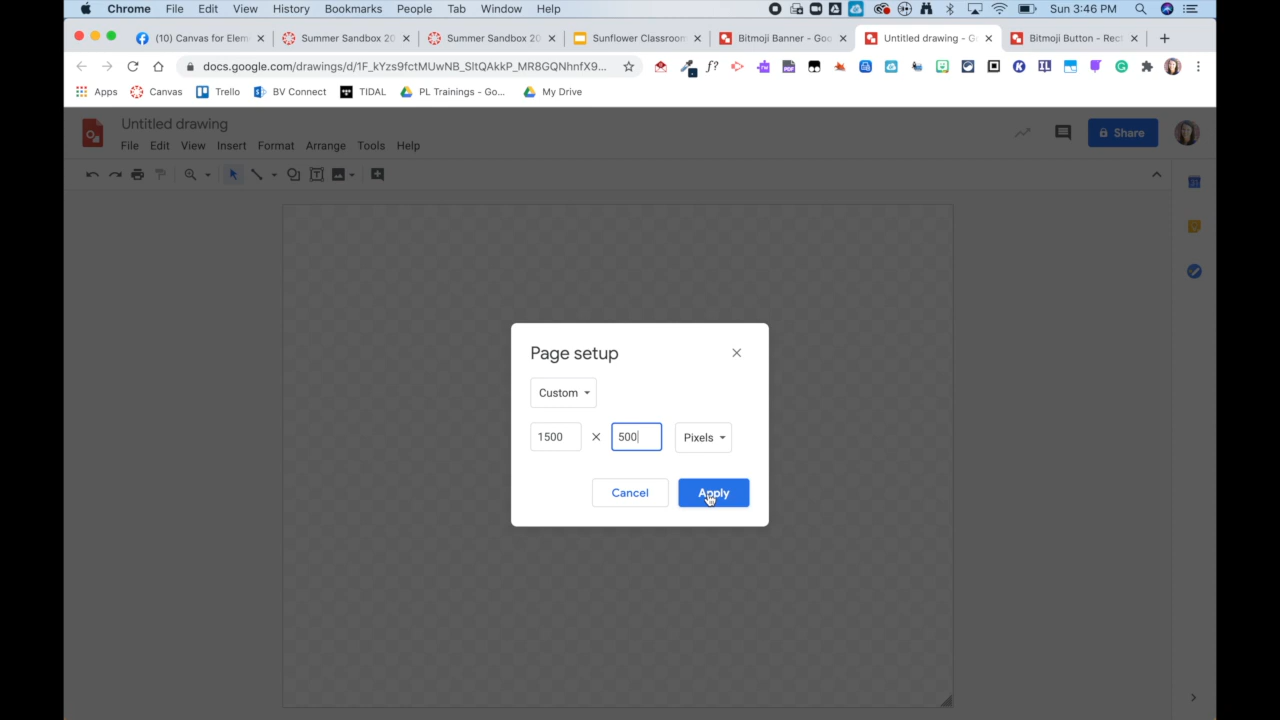 Chrome File Edit View History Bookmarks People Tab Window Help Sun 3:46 PM
(10) Canvas for Elem Summer Sandbox 20 Summer Sandbox 20 Sunflower Classroom Bitmoji Banner - Goo Untitled drawing - G Bitmoji Button - Rect
docs.google.com/drawings/d/1F_kYzs9fctMUwNB_SltQAkkP_MR8GQNhnfX9...
Apps Canvas Trello BV Connect TIDAL PL Trainings - Go... My Drive
Untitled drawing
File Edit View Insert Format Arrange Tools Help
Share
Page setup
Custom
1500 × 500 Pixels
Cancel Apply